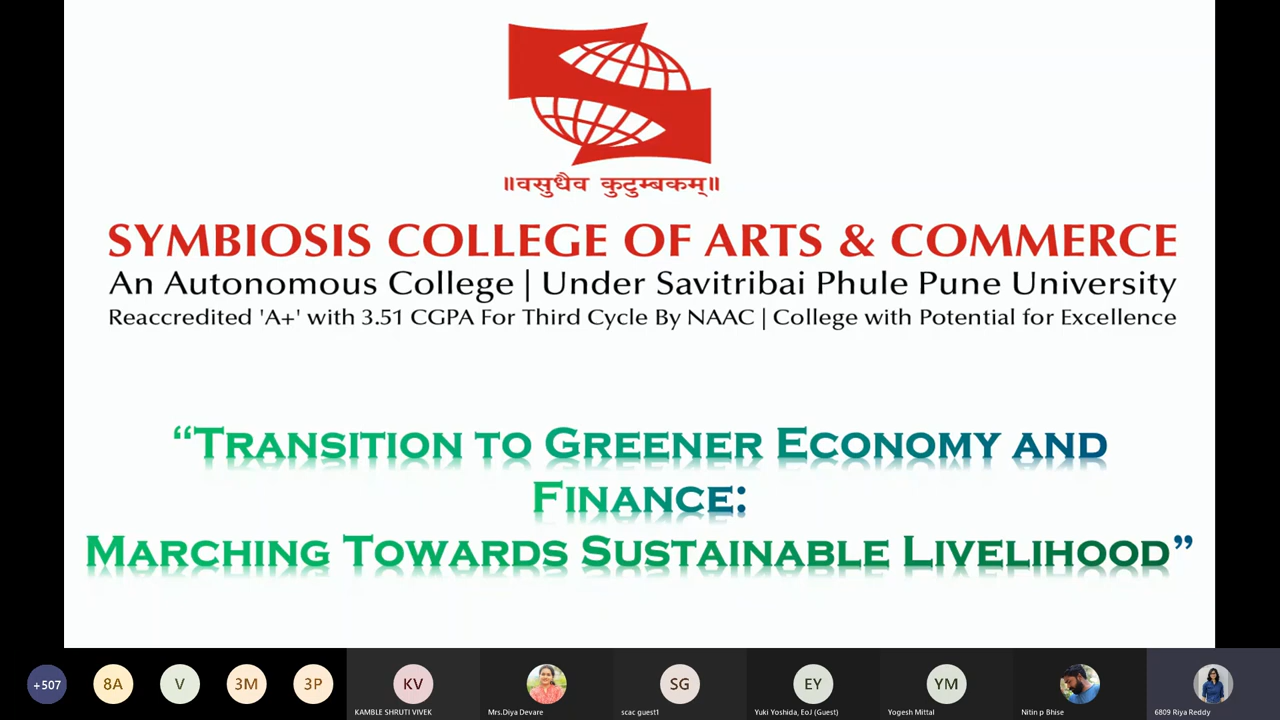 ॥वसुधैव कुटुम्बकम्॥
SYMBIOSIS COLLEGE OF ARTS & COMMERCE
An Autonomous College | Under Savitribai Phule Pune University
Reaccredited 'A+' with 3.51 CGPA For Third Cycle By NAAC | College with Potential for Excellence
“TRANSITION TO GREENER ECONOMY AND
FINANCE:
MARCHING TOWARDS SUSTAINABLE LIVELIHOOD”
+507 8A V 3M 3P KV SG EY YM
KAMBLE SHRUTI VIVEK Mrs.Diya Devare scac guest1 Yuki Yoshida, EoJ (Guest) Yogesh Mittal Nitin p Bhise 6809 Riya Reddy